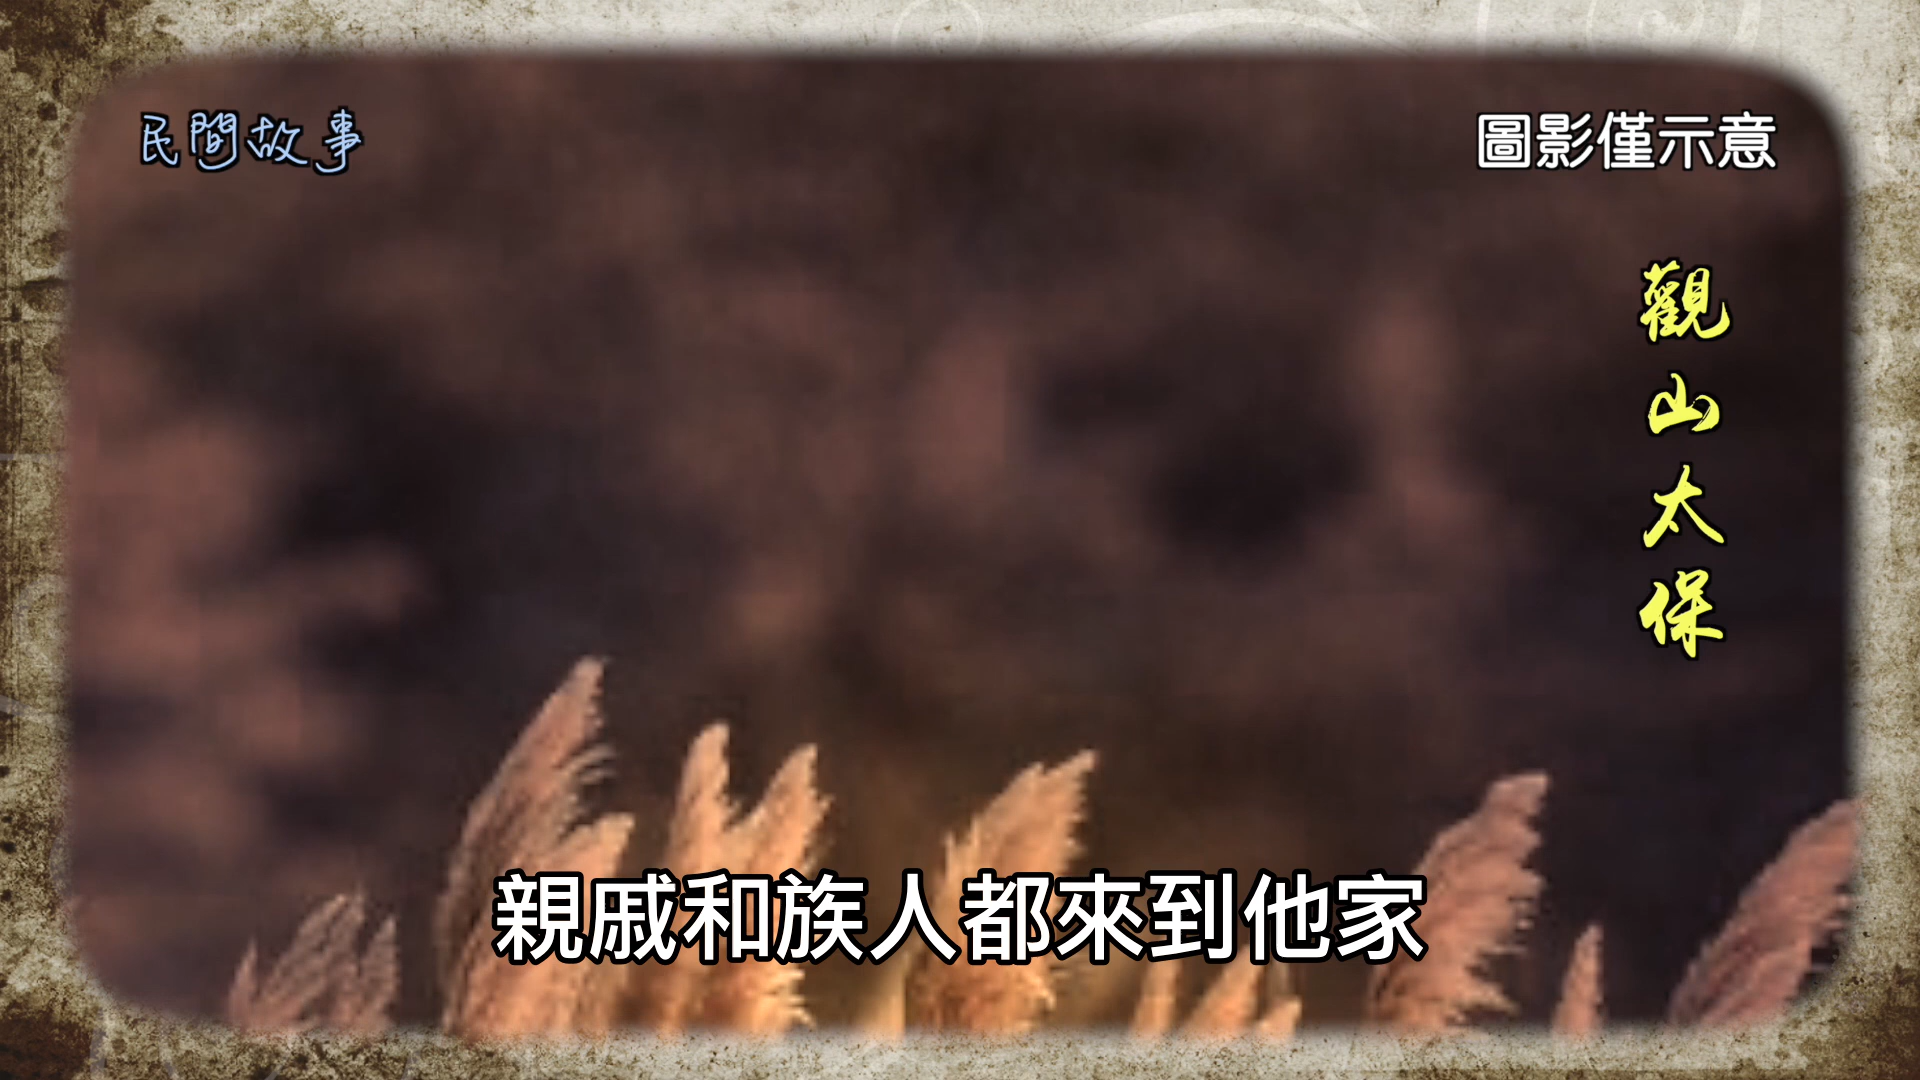 民間故事
圖影僅示意
觀山太保
親戚和族人都來到他家